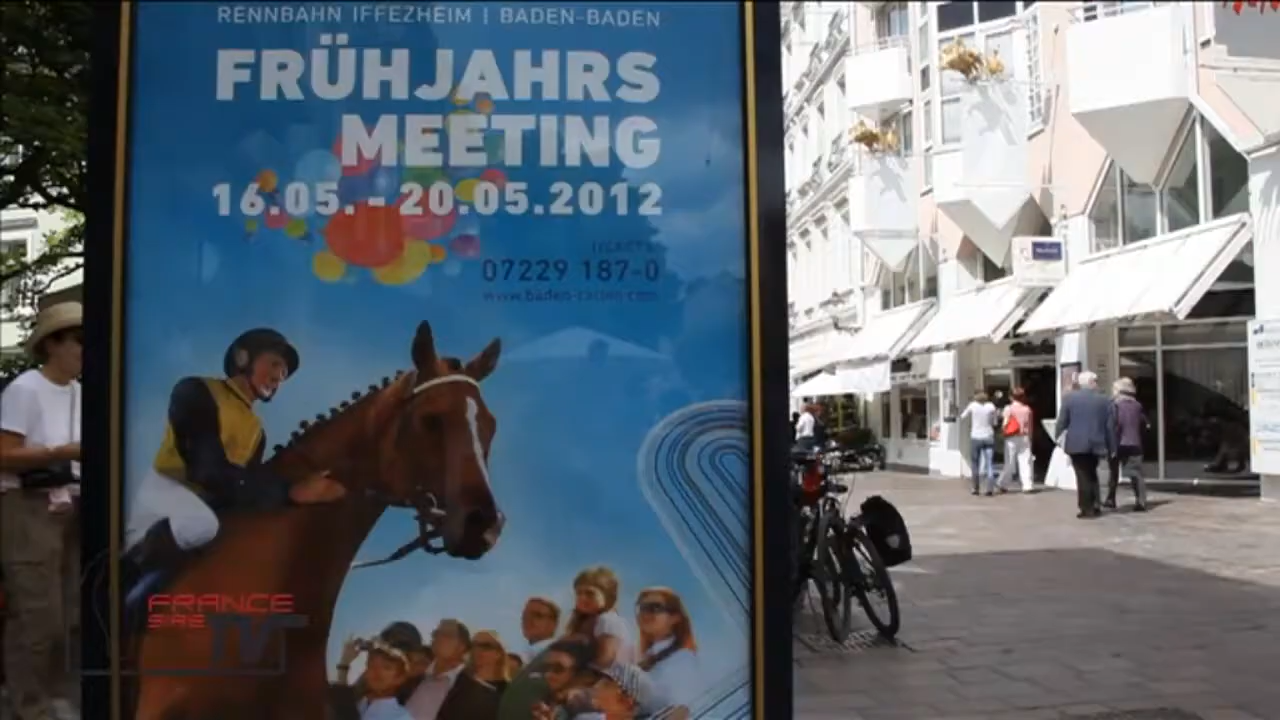 RENNBAHN IFFEZHEIM | BADEN-BADEN
FRÜHJAHRS
MEETING
16.05. - 20.05.2012
TICKETS
07229 187-0
www.baden-racing.com
FRANCE
SIRE
TV